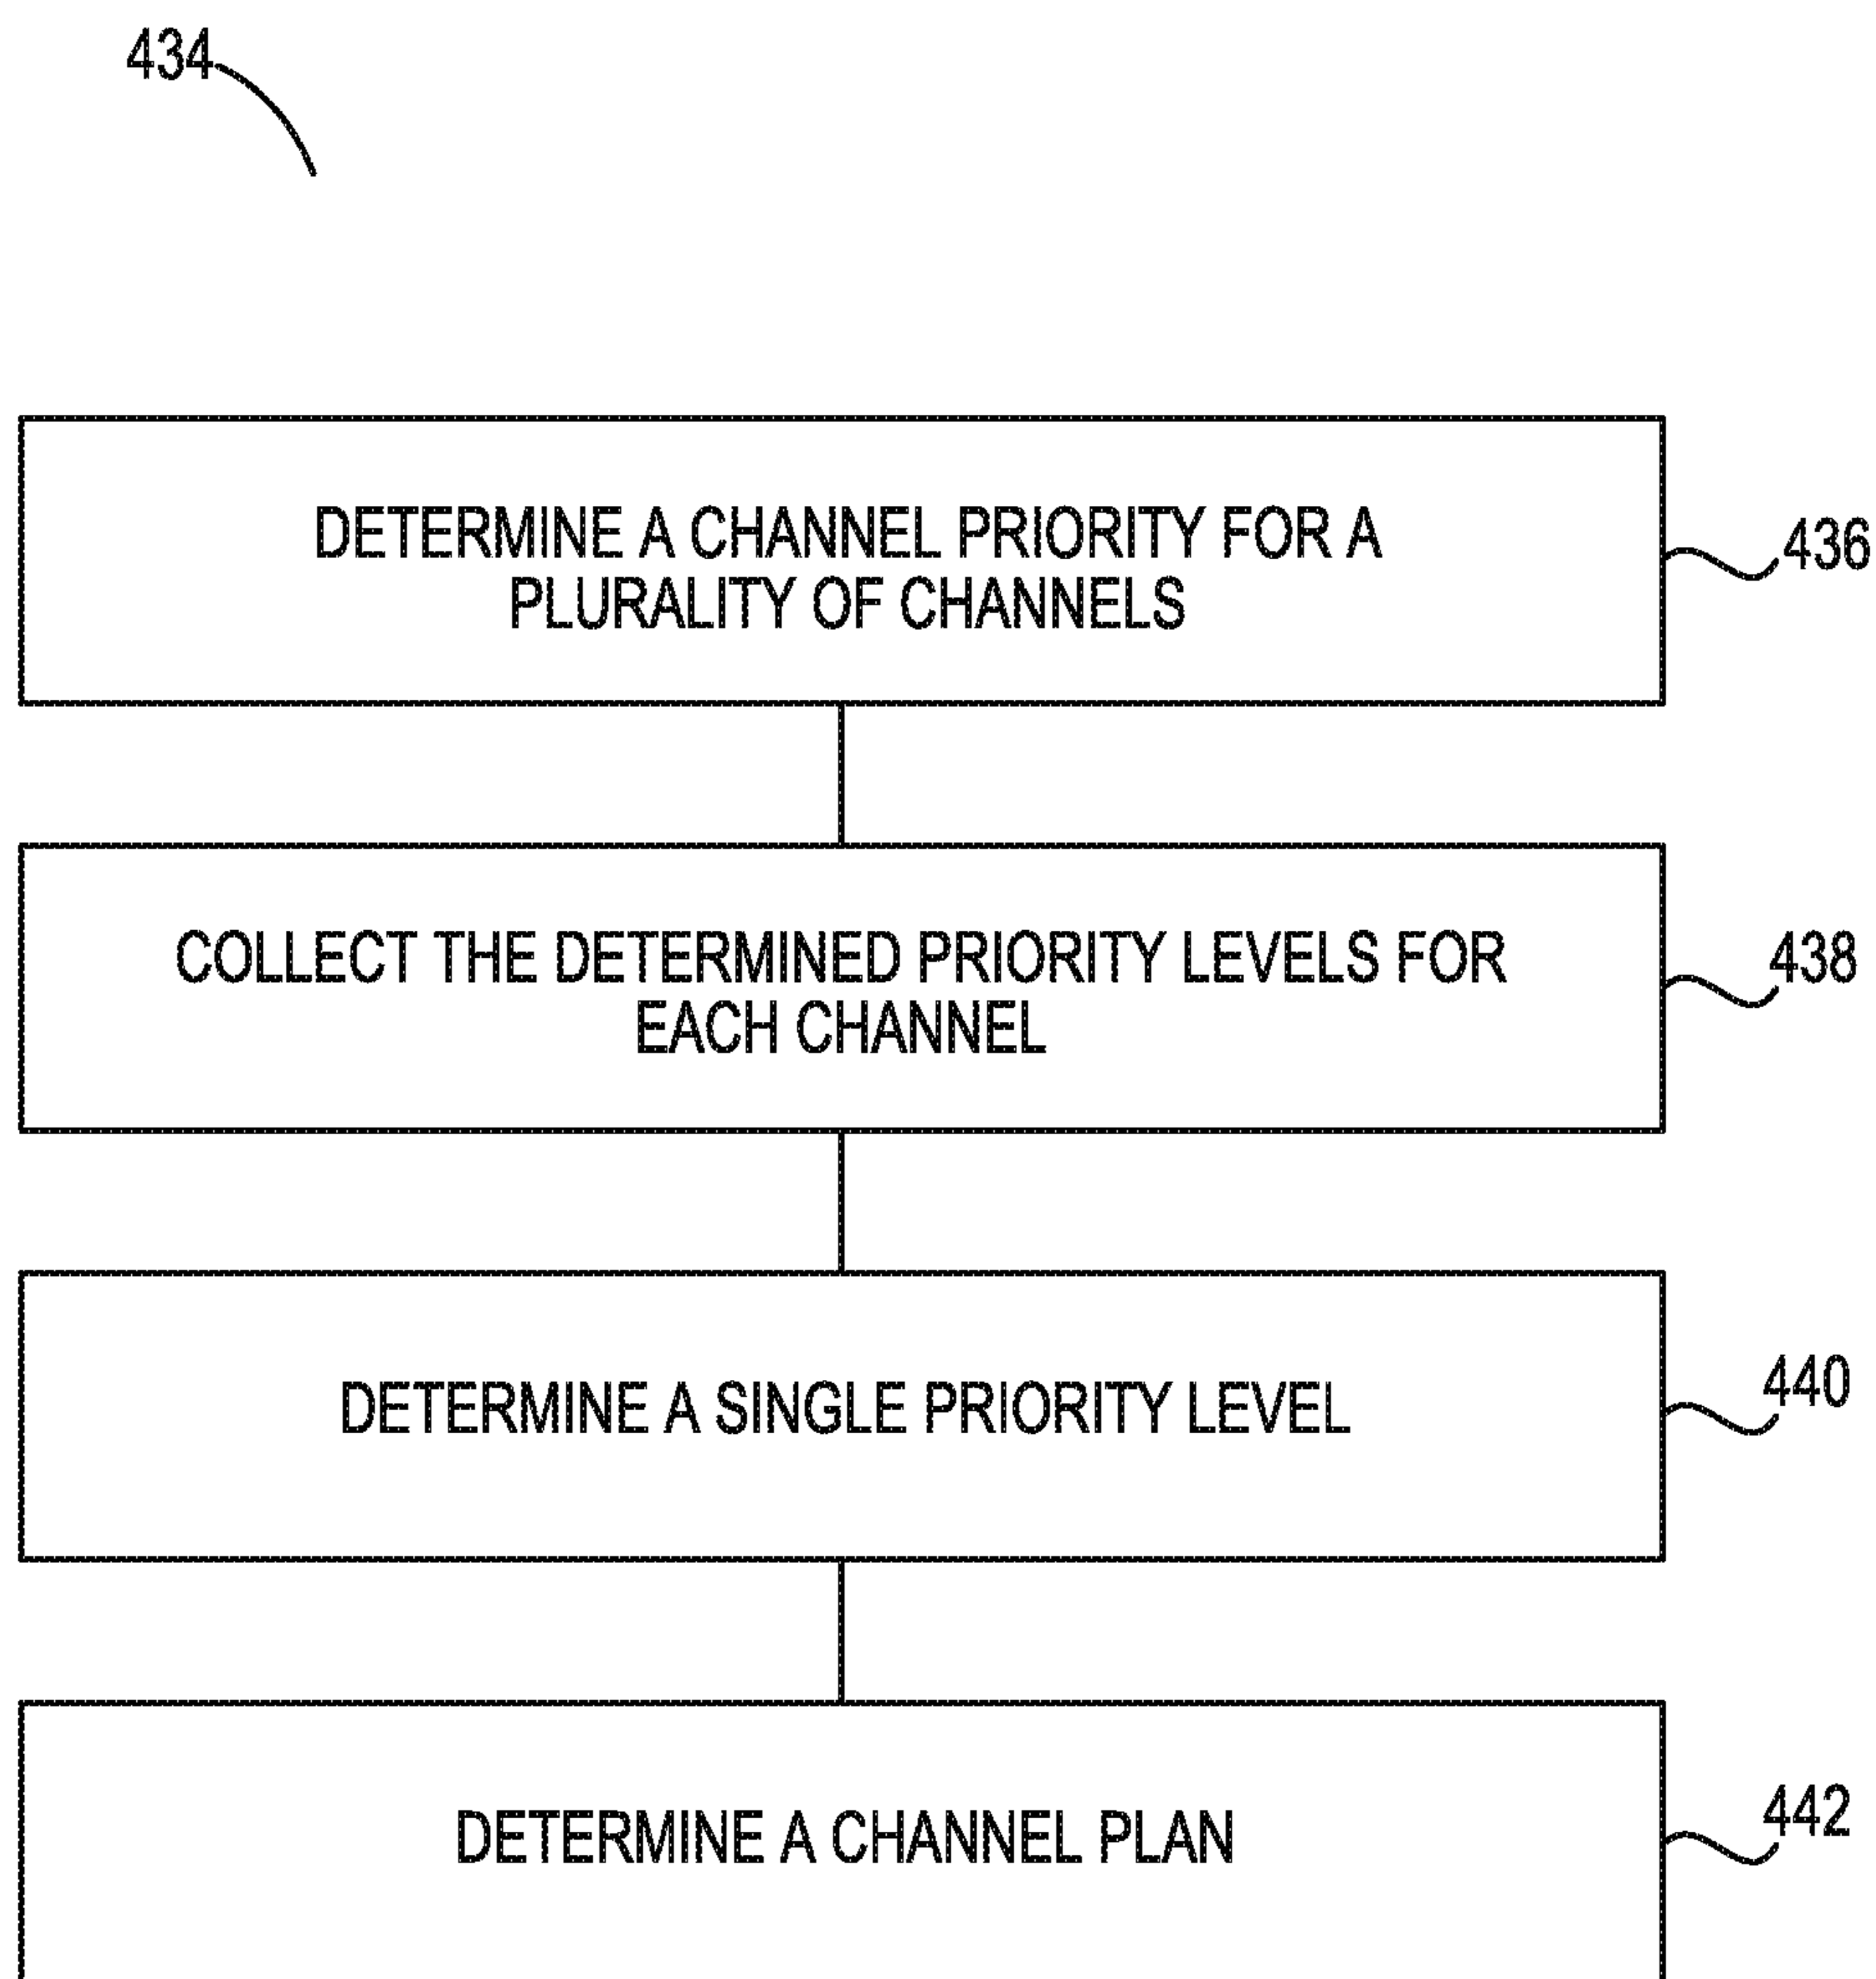 434
DETERMINE A CHANNEL PRIORITY FOR A
PLURALITY OF CHANNELS
436
COLLECT THE DETERMINED PRIORITY LEVELS FOR
EACH CHANNEL
438
DETERMINE A SINGLE PRIORITY LEVEL
440
DETERMINE A CHANNEL PLAN
442